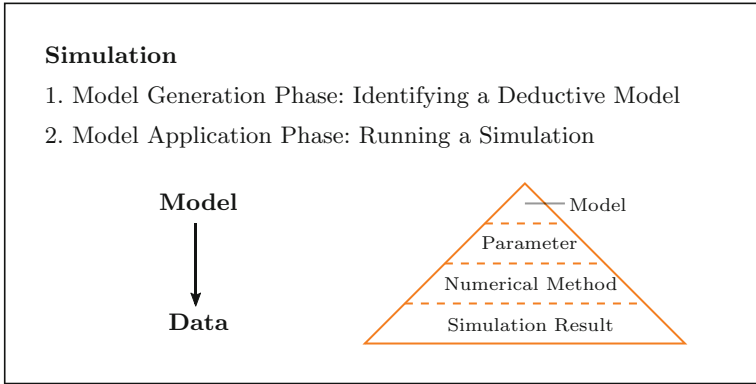 Simulation
1. Model Generation Phase: Identifying a Deductive Model
2. Model Application Phase: Running a Simulation
Model
Data
Model
Parameter
Numerical Method
Simulation Result